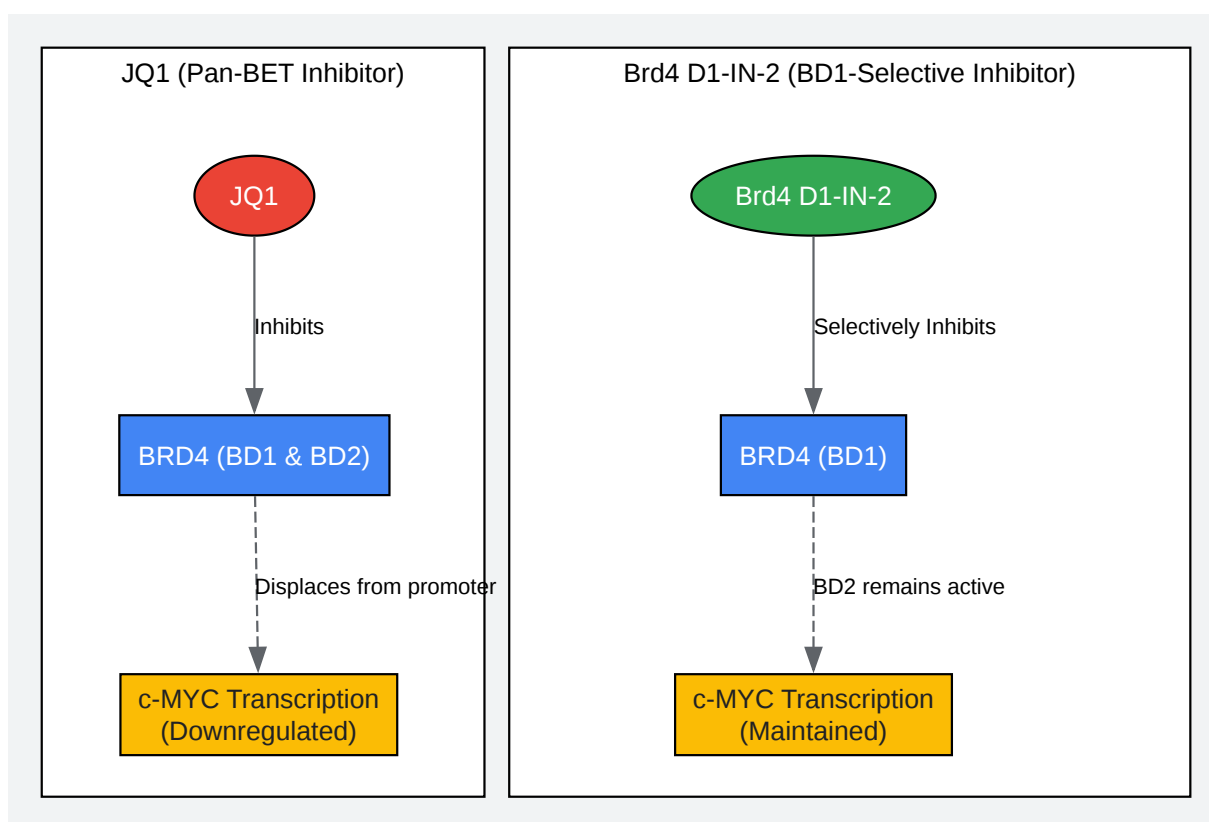 JQ1 (Pan-BET Inhibitor)
JQ1
Inhibits
BRD4 (BD1 & BD2)
Displaces from promoter
c-MYC Transcription
(Downregulated)
Brd4 D1-IN-2 (BD1-Selective Inhibitor)
Brd4 D1-IN-2
Selectively Inhibits
BRD4 (BD1)
BD2 remains active
c-MYC Transcription
(Maintained)